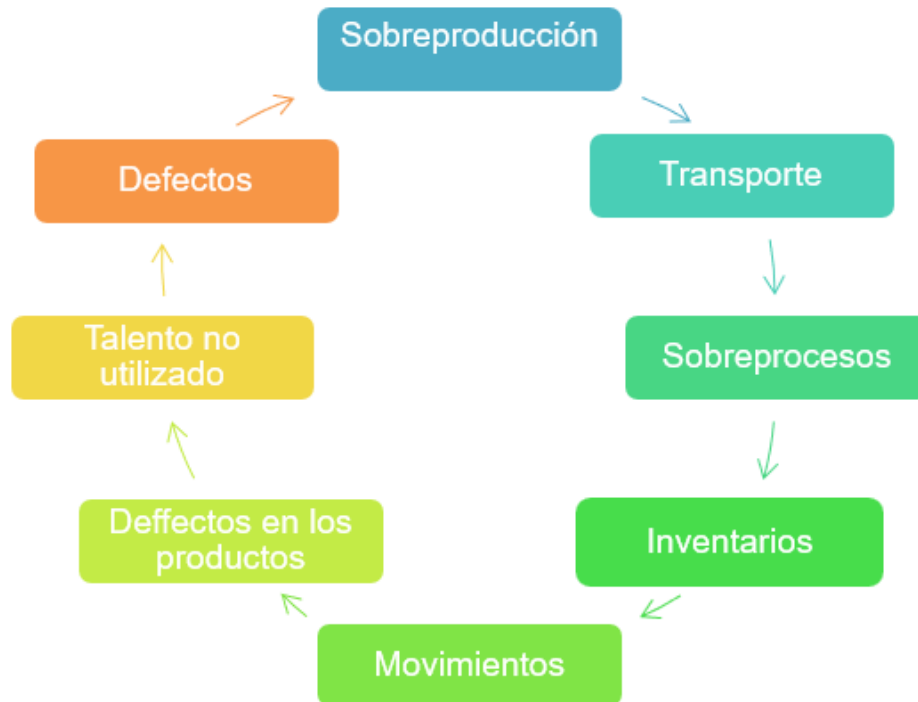 Sobreproducción
Transporte
Sobreprocesos
Inventarios
Movimientos
Deffectos en los
productos
Talento no
utilizado
Defectos